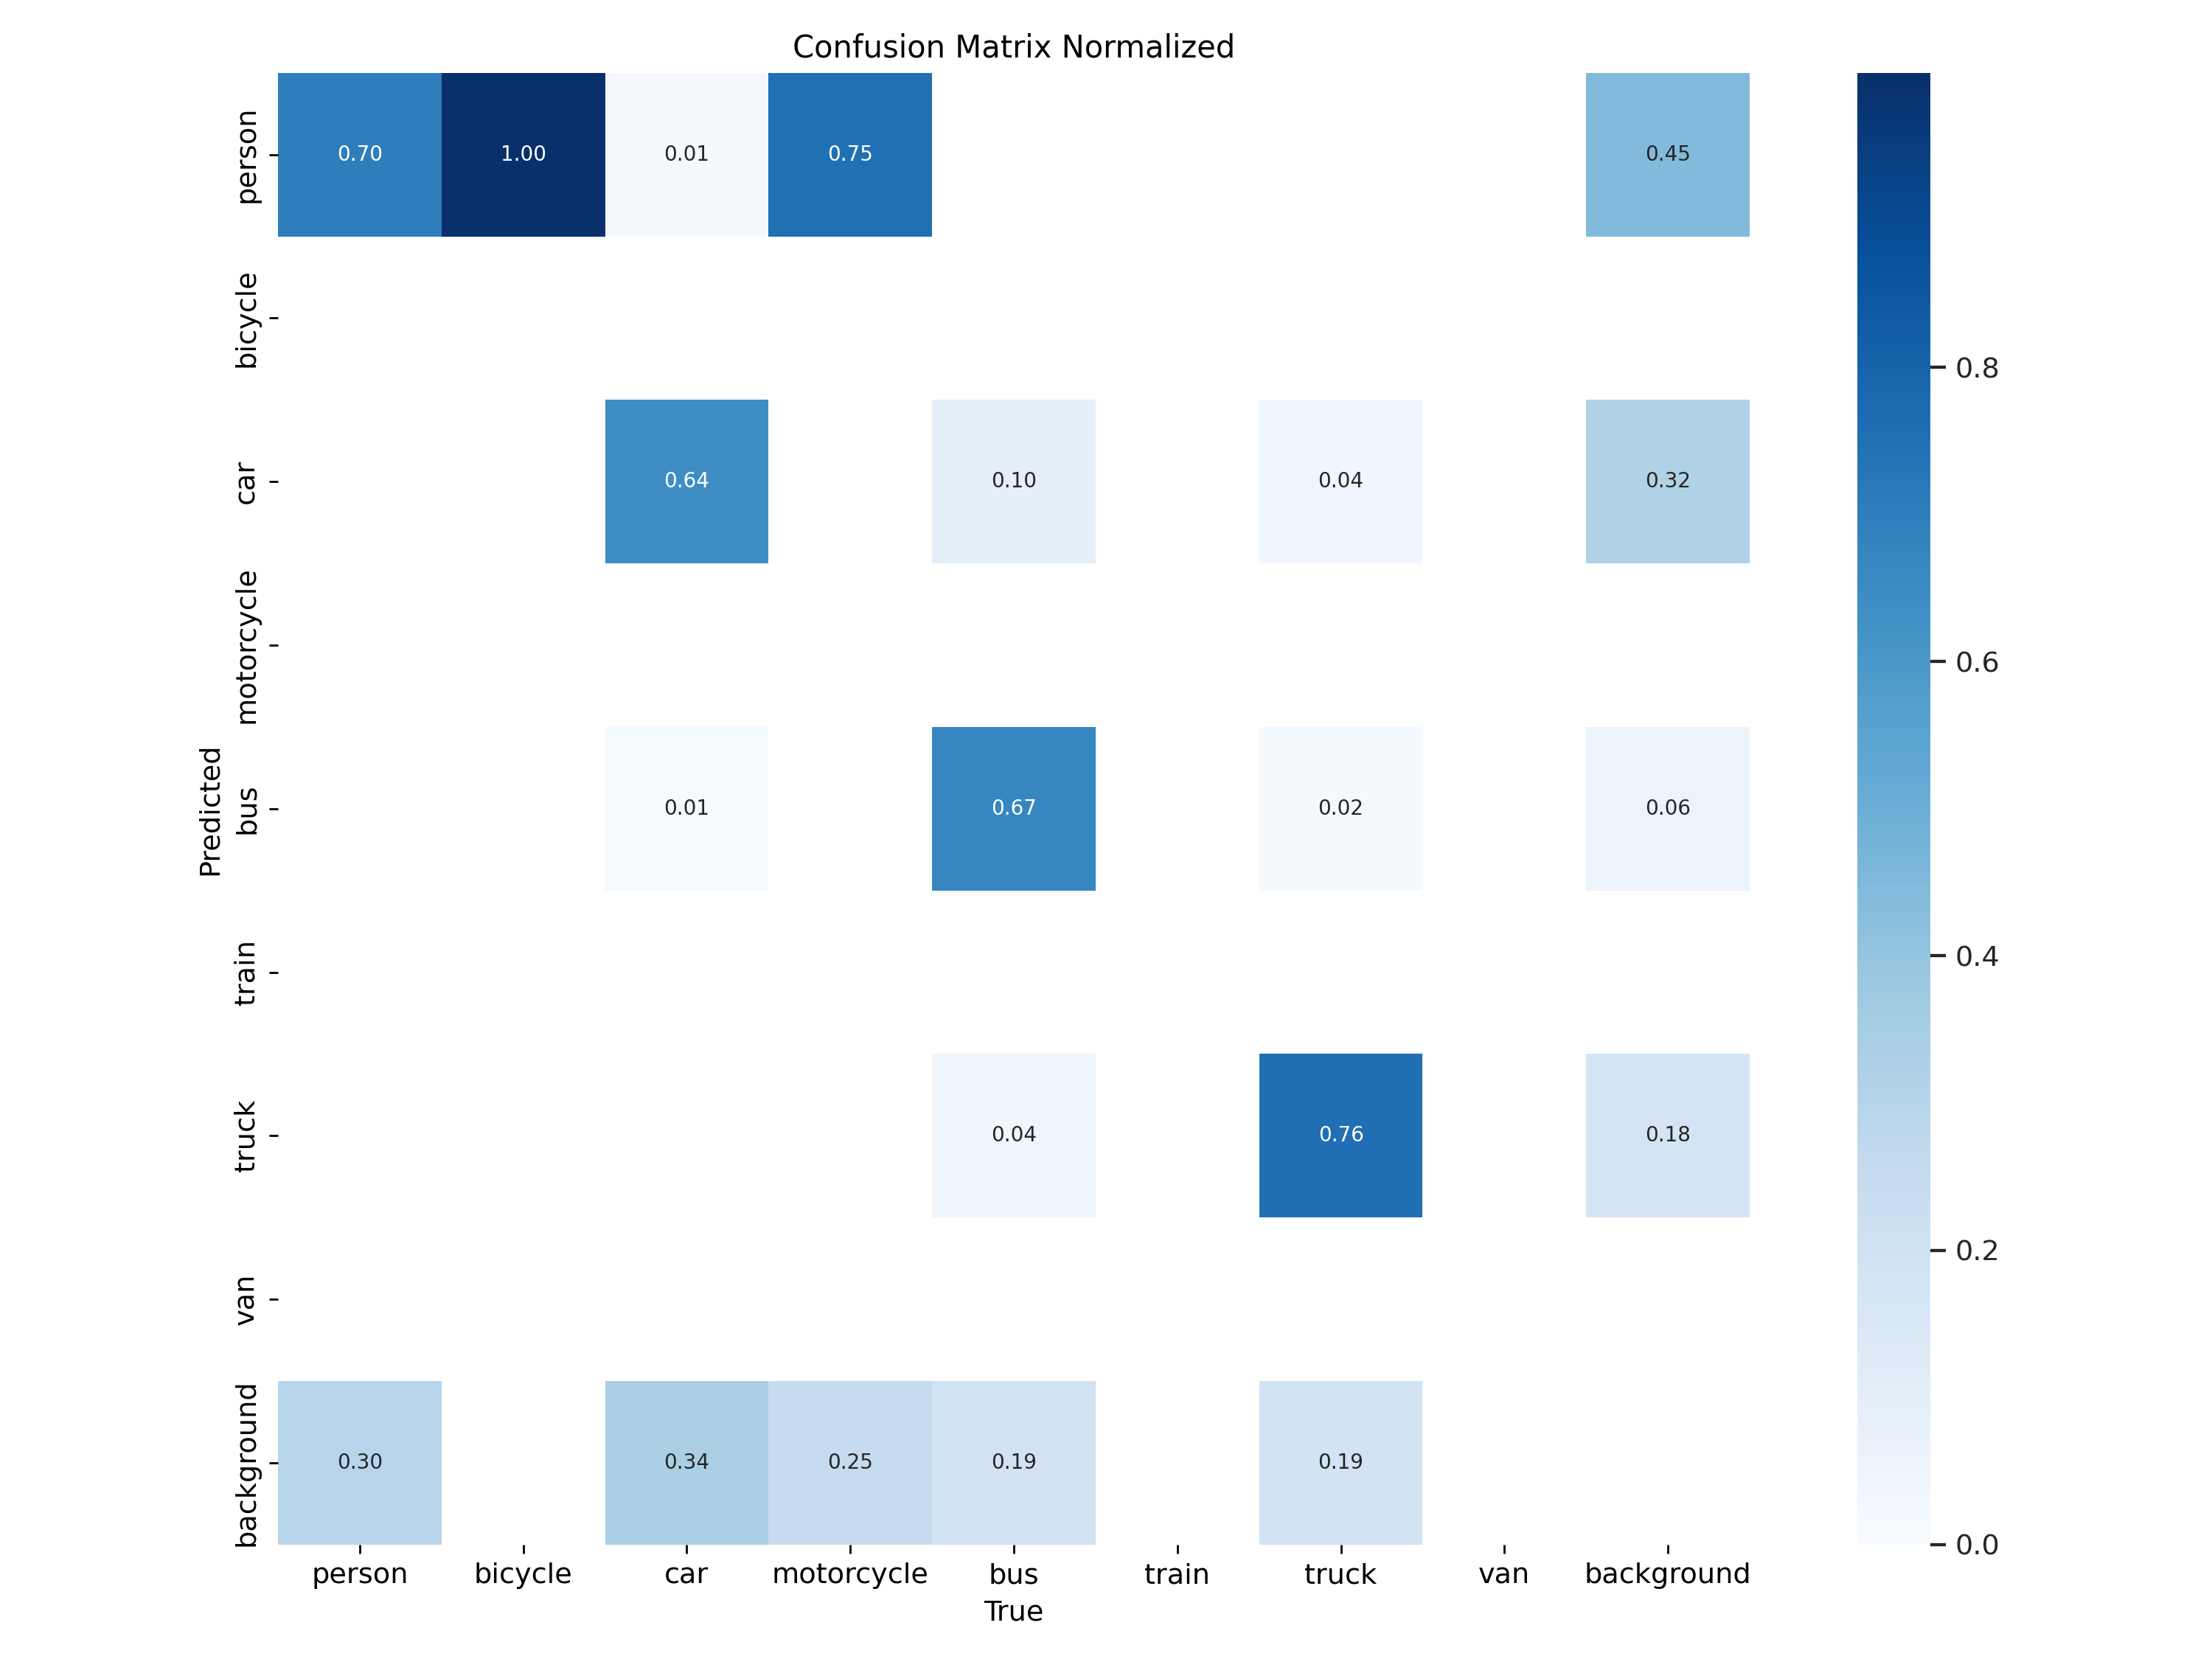 Confusion Matrix Normalized
person
0.70
1.00
0.01
0.75
0.45
bicycle
0.8
car
0.64
0.10
0.04
0.32
motorcycle
0.6
Predicted
bus
0.01
0.67
0.02
0.06
train
0.4
truck
0.04
0.76
0.18
van
0.2
background
0.30
0.34
0.25
0.19
0.19
0.0
person bicycle car motorcycle bus train truck van background
True